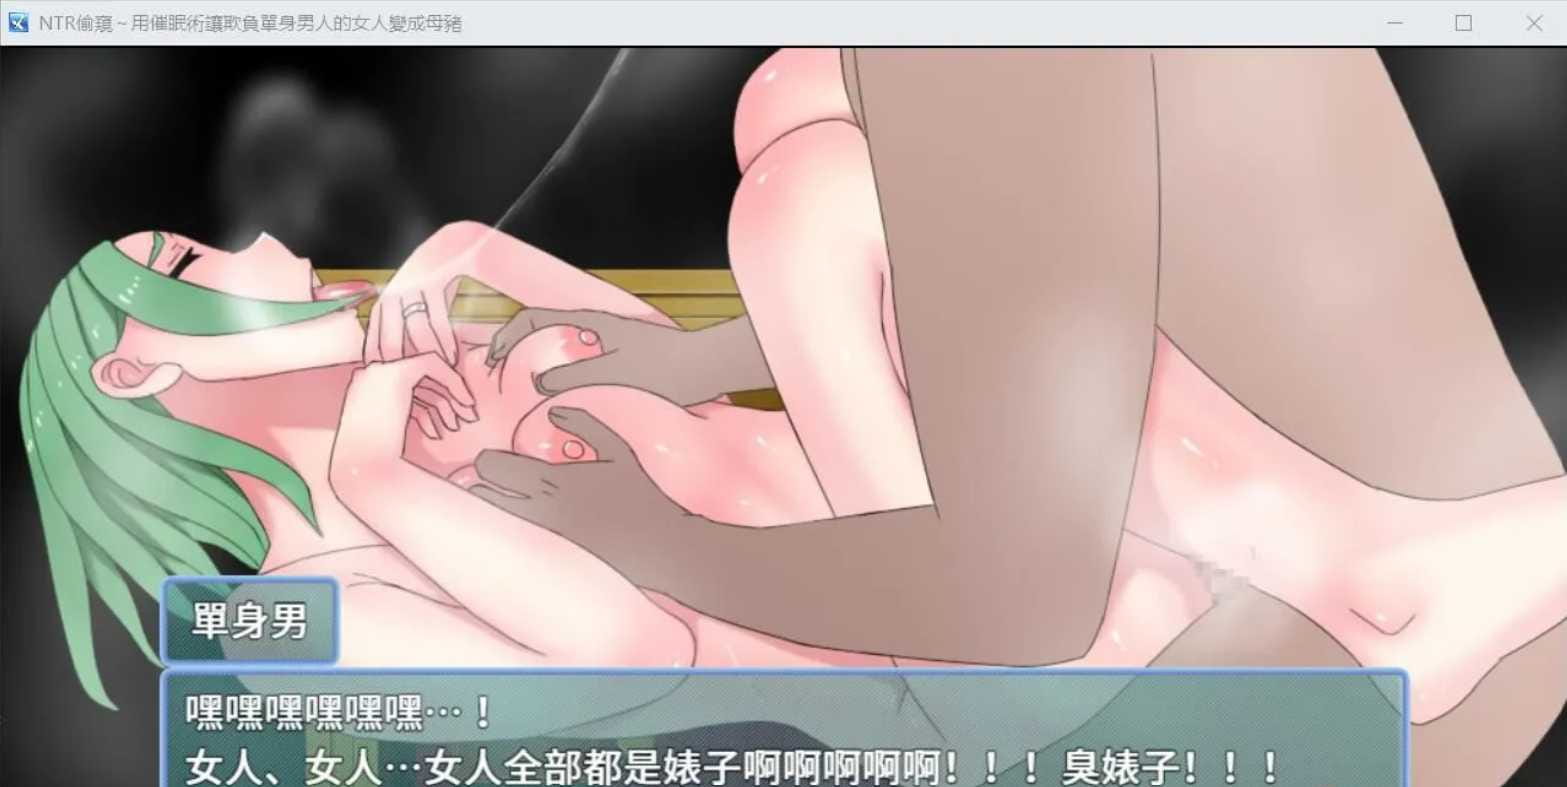 NTR偷窺～用催眠術讓欺負單身男人的女人變成母豬
單身男
嘿嘿嘿嘿嘿嘿…！
女人、女人…女人全部都是婊子啊啊啊啊啊！！！臭婊子！！！